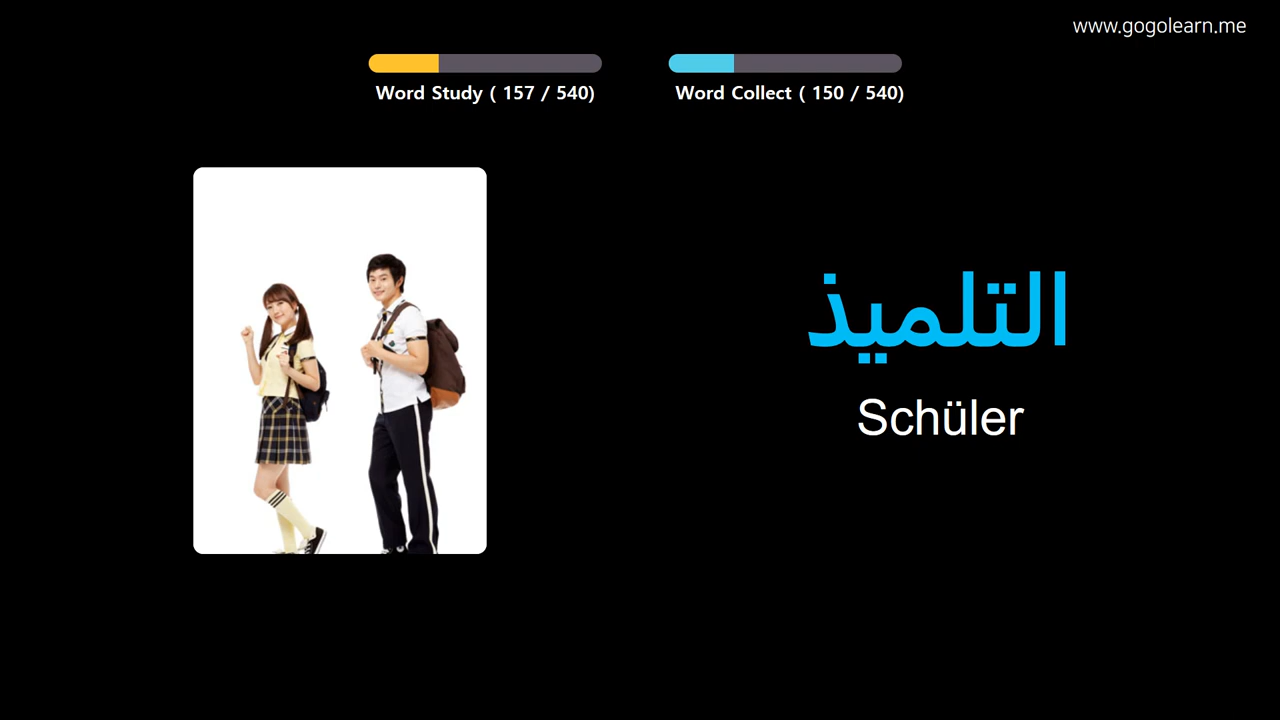 www.gogolearn.me
Word Study ( 157 / 540)
Word Collect ( 150 / 540)
التلميذ
Schüler